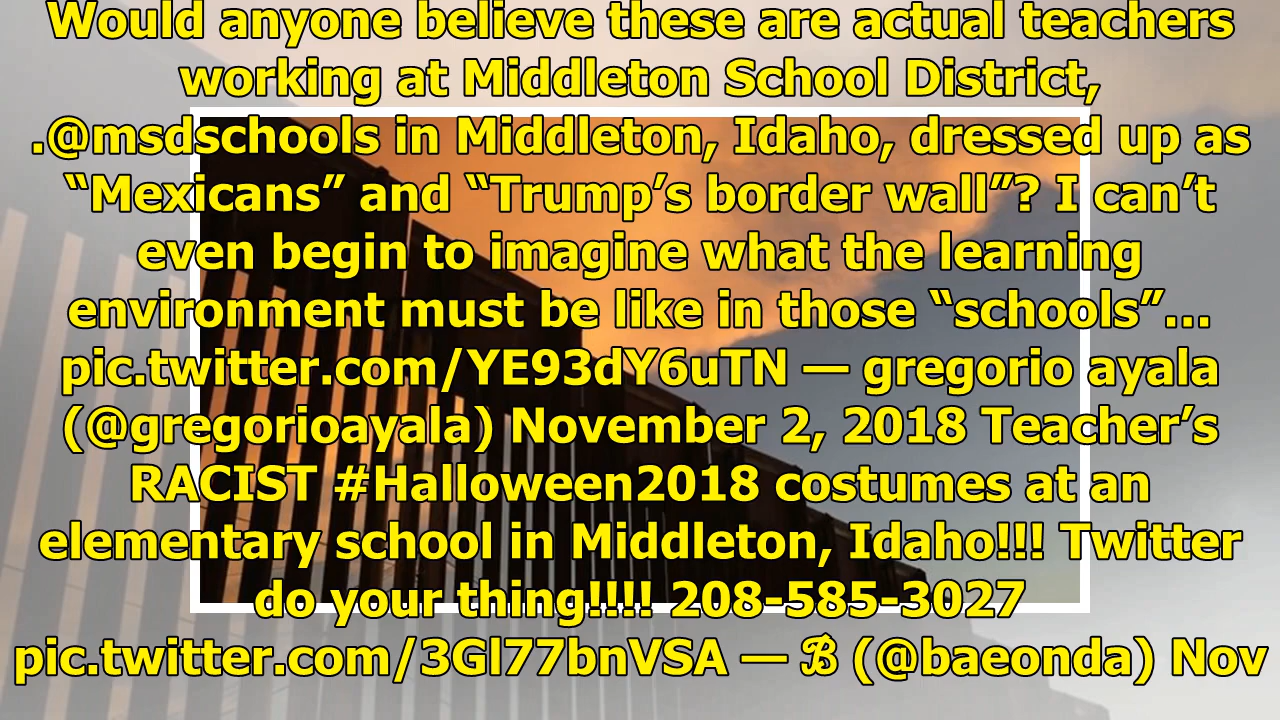 Would anyone believe these are actual teachers
working at Middleton School District,
.@msdschools in Middleton, Idaho, dressed up as
“Mexicans” and “Trump’s border wall”? I can’t
even begin to imagine what the learning
environment must be like in those “schools”…
pic.twitter.com/YE93dY6uTN — gregorio ayala
(@gregorioayala) November 2, 2018 Teacher’s
RACIST #Halloween2018 costumes at an
elementary school in Middleton, Idaho!!! Twitter
do your thing!!!! 208-585-3027
pic.twitter.com/3Gl77bnVSA — ℬ (@baeonda) Nov